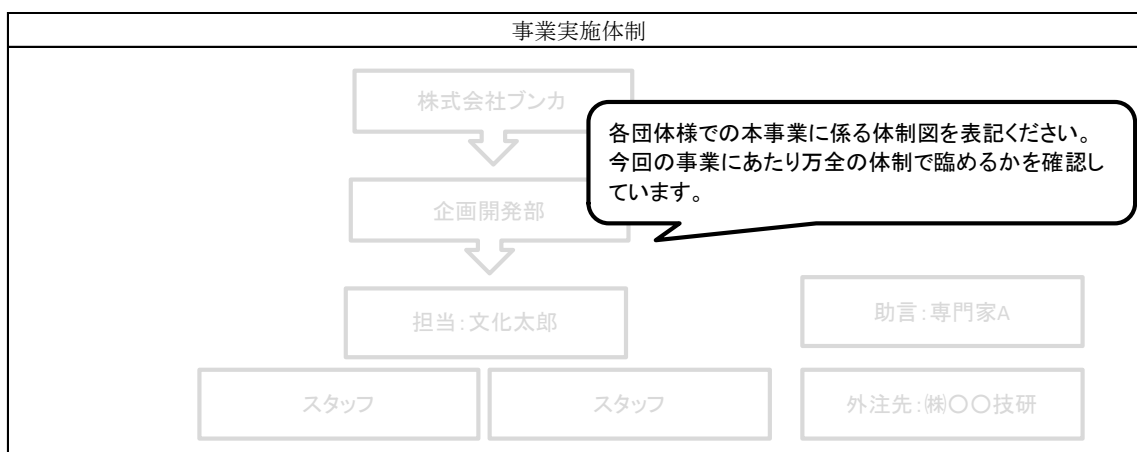 事業実施体制
株式会社ブンカ
各団体様での本事業に係る体制図を表記ください。
今回の事業にあたり万全の体制で臨めるかを確認し
ています。
企画開発部
担当:文化太郎
助言:専門家A
スタッフ
スタッフ
外注先:㈱〇〇技研